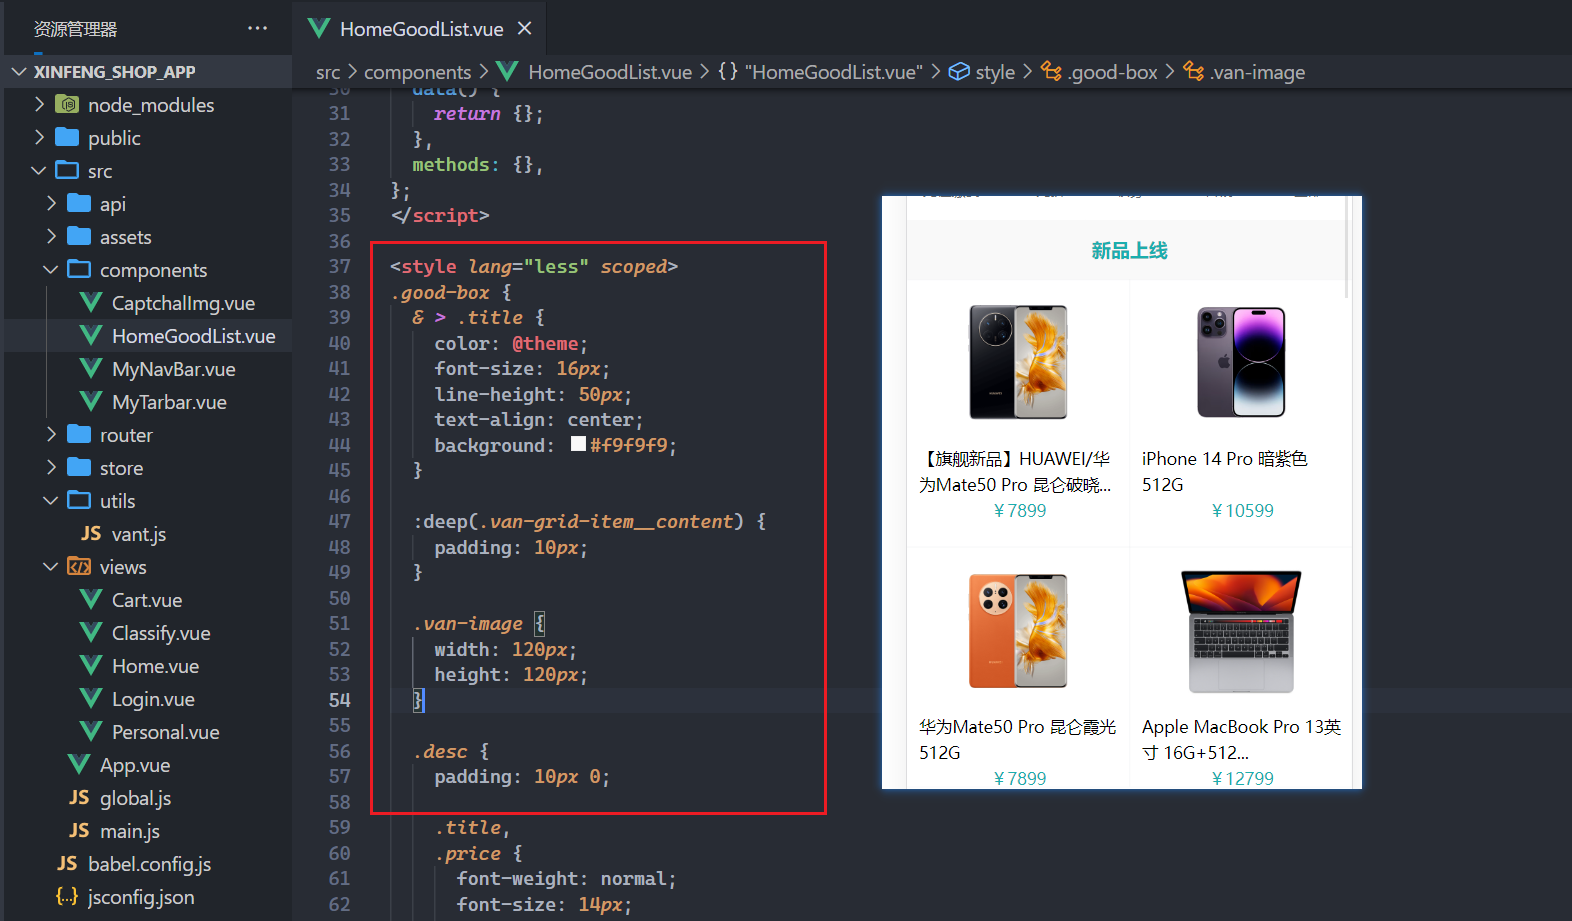 资源管理器
···
HomeGoodList.vue
XINFENG_SHOP_APP
src > components > HomeGoodList.vue > {} "HomeGoodList.vue" > style > .good-box > .van-image
node_modules
public
src
api
assets
components
CaptchaIImg.vue
HomeGoodList.vue
MyNavBar.vue
MyTarbar.vue
router
store
utils
JS vant.js
views
Cart.vue
Classify.vue
Home.vue
Login.vue
Personal.vue
App.vue
JS global.js
JS main.js
JS babel.config.js
{..} jsconfig.json
30 data() {
31 return {};
32 },
33 methods: {},
34 };
35 </script>
36
37 <style lang="less" scoped>
38 .good-box {
39 & > .title {
40 color: @theme;
41 font-size: 16px;
42 line-height: 50px;
43 text-align: center;
44 background: #f9f9f9;
45 }
46
47 :deep(.van-grid-item__content) {
48 padding: 10px;
49 }
50
51 .van-image {
52 width: 120px;
53 height: 120px;
54 }
55
56 .desc {
57 padding: 10px 0;
58
59 .title,
60 .price {
61 font-weight: normal;
62 font-size: 14px;
新品上线
HUAWEI
【旗舰新品】HUAWEI/华
为Mate50 Pro 昆仑破晓...
￥7899
iPhone 14 Pro 暗紫色
512G
￥10599
华为Mate50 Pro 昆仑霞光
512G
￥7899
Apple MacBook Pro 13英
寸 16G+512...
￥12799